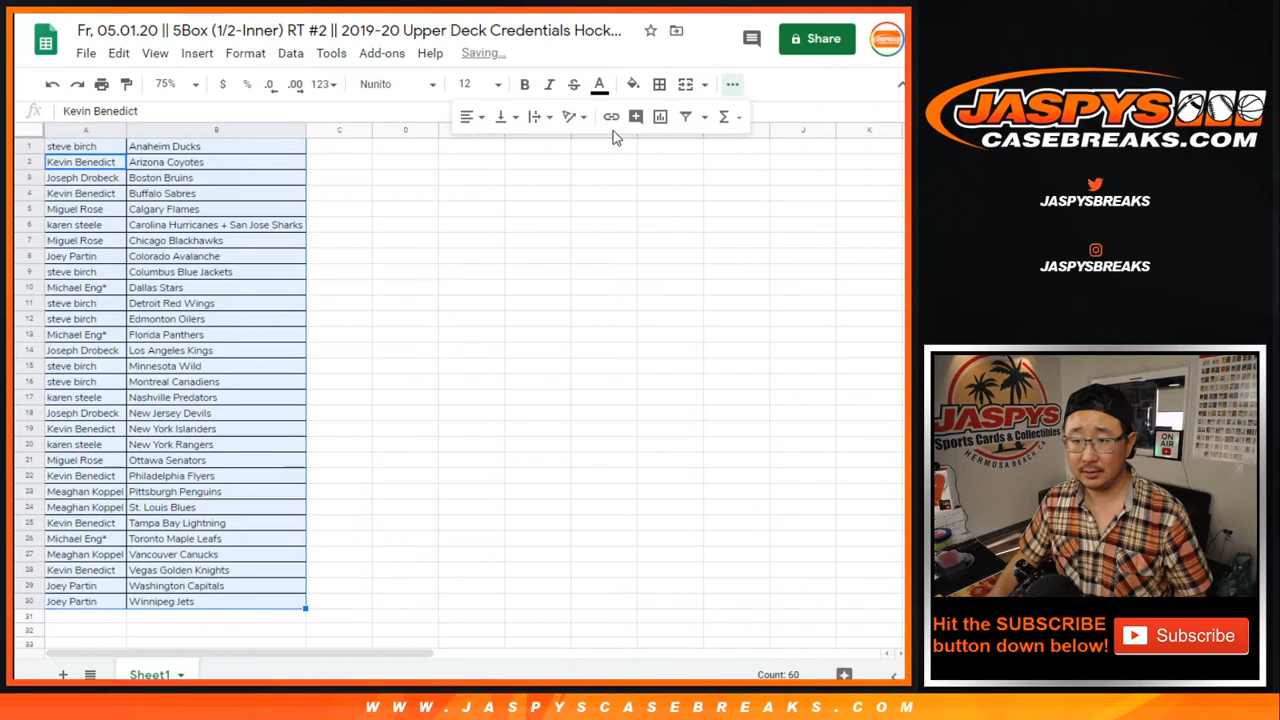 Fr, 05.01.20 || 5Box (1/2-Inner) RT #2 || 2019-20 Upper Deck Credentials Hock...
File Edit View Insert Format Data Tools Add-ons Help Saving...
Share
75% $ % .0 .00 123 Nunito 12 B I S A
fx Kevin Benedict
A B C D J K
1 steve birch Anaheim Ducks
2 Kevin Benedict Arizona Coyotes
3 Joseph Drobeck Boston Bruins
4 Kevin Benedict Buffalo Sabres
5 Miguel Rose Calgary Flames
6 karen steele Carolina Hurricanes + San Jose Sharks
7 Miguel Rose Chicago Blackhawks
8 Joey Partin Colorado Avalanche
9 steve birch Columbus Blue Jackets
10 Michael Eng* Dallas Stars
11 steve birch Detroit Red Wings
12 steve birch Edmonton Oilers
13 Michael Eng* Florida Panthers
14 Joseph Drobeck Los Angeles Kings
15 steve birch Minnesota Wild
16 steve birch Montreal Canadiens
17 karen steele Nashville Predators
18 Joseph Drobeck New Jersey Devils
19 Kevin Benedict New York Islanders
20 karen steele New York Rangers
21 Miguel Rose Ottawa Senators
22 Kevin Benedict Philadelphia Flyers
23 Meaghan Koppel Pittsburgh Penguins
24 Meaghan Koppel St. Louis Blues
25 Kevin Benedict Tampa Bay Lightning
26 Michael Eng* Toronto Maple Leafs
27 Meaghan Koppel Vancouver Canucks
28 Kevin Benedict Vegas Golden Knights
29 Joey Partin Washington Capitals
30 Joey Partin Winnipeg Jets
31
32
33
Sheet1
Count: 60
JASPYS
CASEBREAKS.COM
JASPYSBREAKS
JASPYSBREAKS
JASPYS
Sports Cards & Collectibles
HERMOSA BEACH, CA
ON AIR
Hit the SUBSCRIBE
button down below!
Subscribe
WWW.JASPYSCASEBREAKS.COM